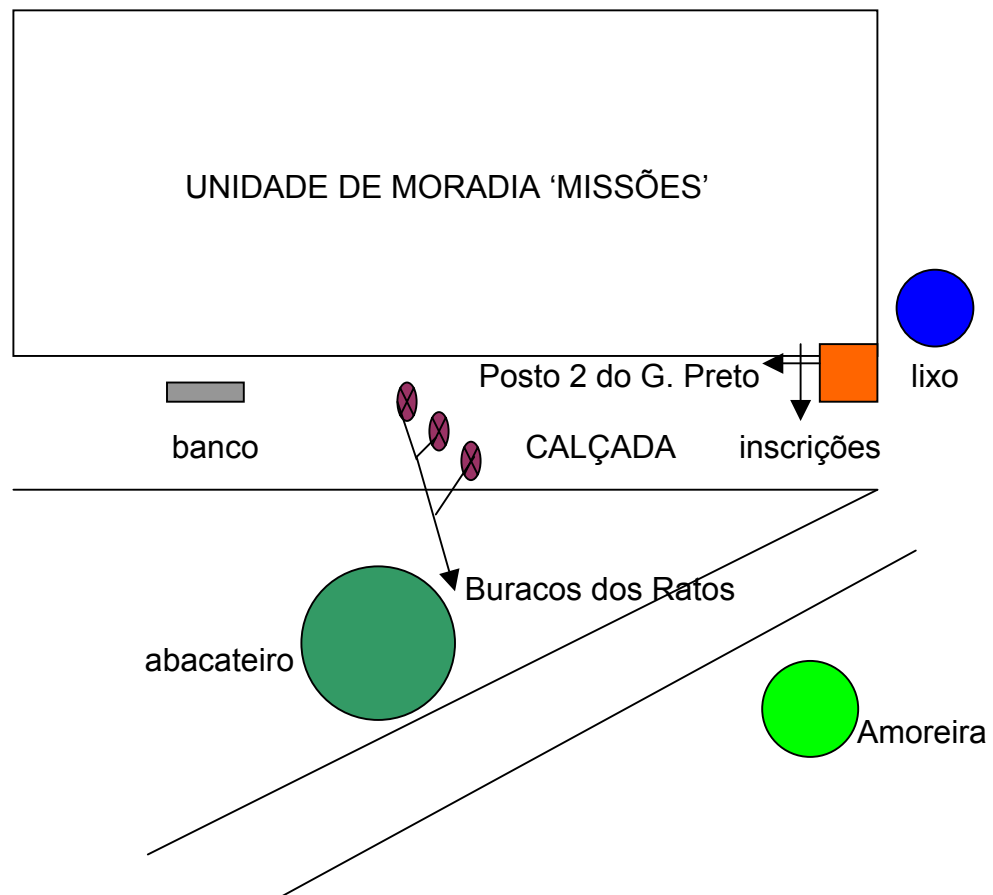 UNIDADE DE MORADIA ‘MISSÕES’
Posto 2 do G. Preto
lixo
banco
CALÇADA
inscrições
Buracos dos Ratos
abacateiro
Amoreira